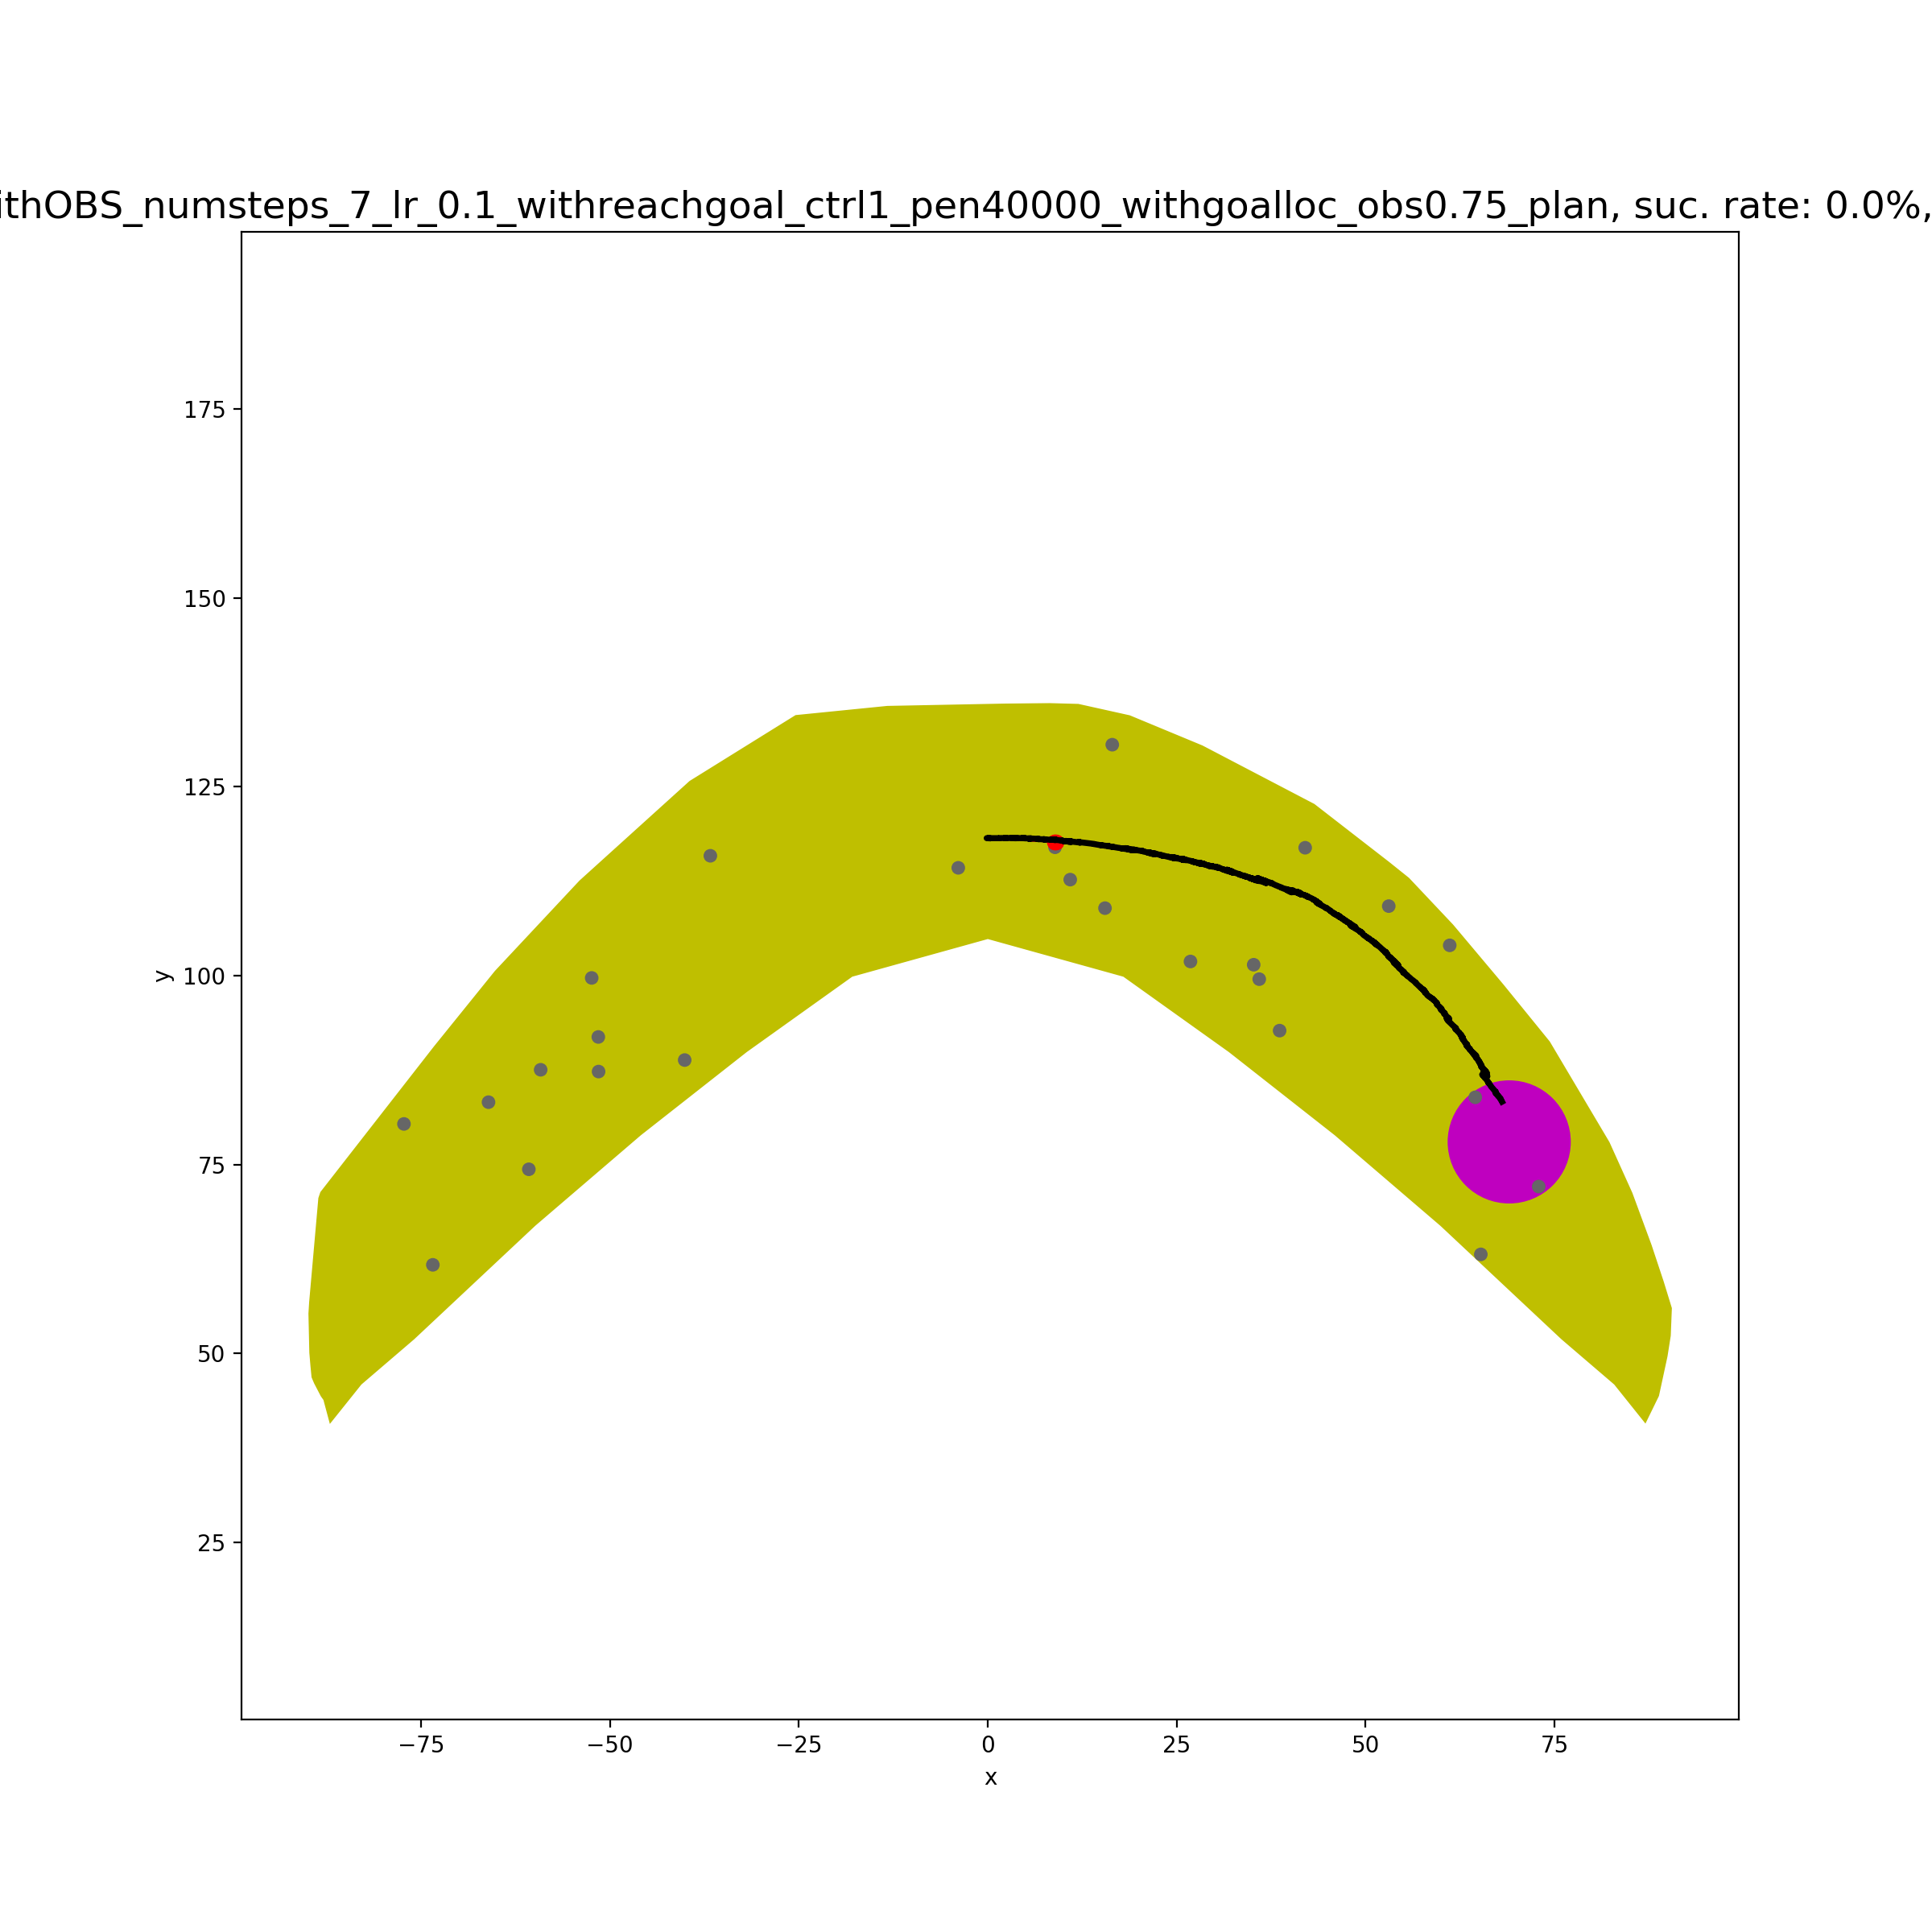 ithOBS_numsteps_7_lr_0.1_withreachgoal_ctrl1_pen40000_withgoalloc_obs0.75_plan, suc. rate: 0.0%,
175
150
125
y
100
75
50
25
−75 −50 −25 0 25 50 75
x